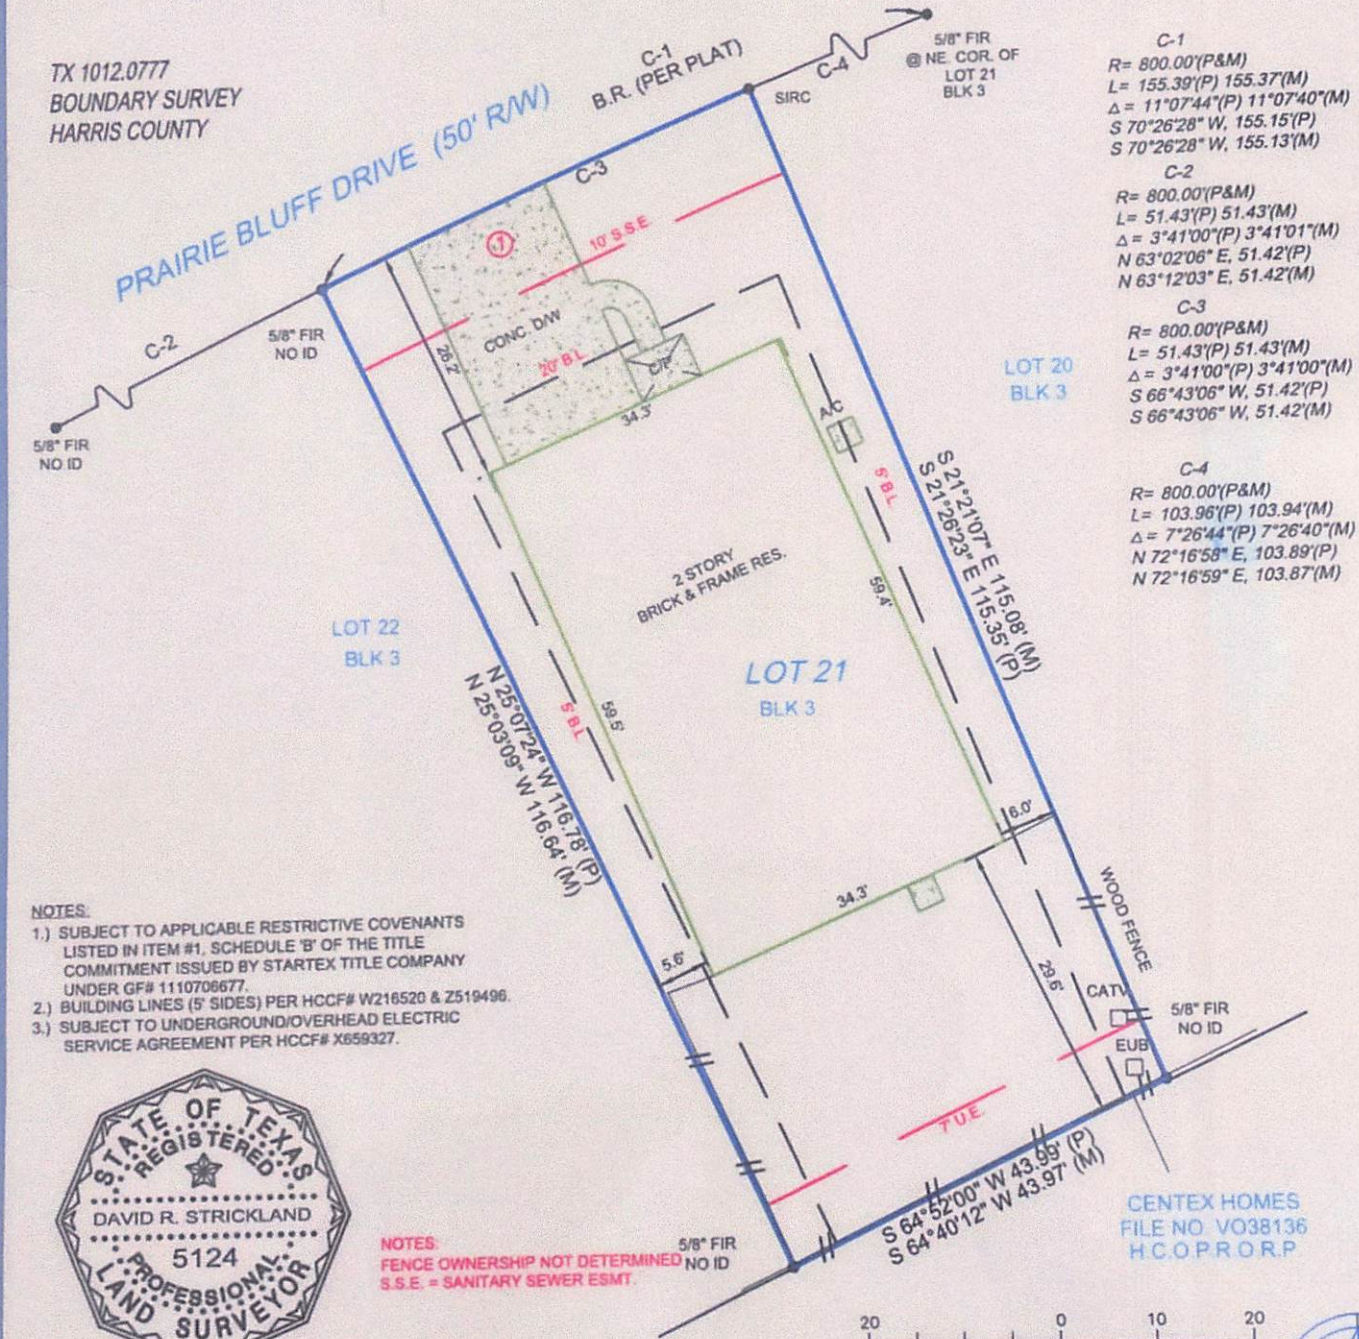 TX 1012.0777
BOUNDARY SURVEY
HARRIS COUNTY
PRAIRIE BLUFF DRIVE (50' R/W)
C-1
B.R. (PER PLAT)
C-4
5/8" FIR
@ NE. COR. OF
LOT 21
BLK 3
SIRC
C-3
C-2
5/8" FIR
NO ID
5/8" FIR
NO ID
C-1
R= 800.00'(P&M)
L= 155.39'(P) 155.37'(M)
Δ = 11°07'44"(P) 11°07'40"(M)
S 70°26'28" W, 155.15'(P)
S 70°26'28" W, 155.13'(M)
C-2
R= 800.00'(P&M)
L= 51.43'(P) 51.43'(M)
Δ = 3°41'00"(P) 3°41'01"(M)
N 63°02'06" E, 51.42'(P)
N 63°12'03" E, 51.42'(M)
C-3
R= 800.00'(P&M)
L= 51.43'(P) 51.43'(M)
Δ = 3°41'00"(P) 3°41'00"(M)
S 66°43'06" W, 51.42'(P)
S 66°43'06" W, 51.42'(M)
C-4
R= 800.00'(P&M)
L= 103.96'(P) 103.94'(M)
Δ = 7°26'44"(P) 7°26'40"(M)
N 72°16'58" E, 103.89'(P)
N 72°16'59" E, 103.87'(M)
1
10' S.S.E.
CONC. D/W
26.2'
20' B.L.
C/P
34.3'
A/C
LOT 20
BLK 3
5' B.L.
S 21°21'07" E 115.08' (M)
S 21°26'23" E 115.35' (P)
2 STORY
BRICK & FRAME RES.
59.4'
LOT 22
BLK 3
LOT 21
BLK 3
5' B.L.
59.5'
N 25°07'24" W 116.78' (P)
N 25°03'09" W 116.64' (M)
6.0'
34.3'
WOOD FENCE
5.6'
29.6'
CATV
EUB
5/8" FIR
NO ID
7' U.E.
S 64°52'00" W 43.99' (P)
S 64°40'12" W 43.97' (M)
NOTES:
1.) SUBJECT TO APPLICABLE RESTRICTIVE COVENANTS
LISTED IN ITEM #1, SCHEDULE 'B' OF THE TITLE
COMMITMENT ISSUED BY STARTEX TITLE COMPANY
UNDER GF# 1110706677.
2.) BUILDING LINES (5' SIDES) PER HCCF# W216520 & Z519496.
3.) SUBJECT TO UNDERGROUND/OVERHEAD ELECTRIC
SERVICE AGREEMENT PER HCCF# X659327.
STATE OF TEXAS
REGISTERED
DAVID R. STRICKLAND
5124
PROFESSIONAL
LAND SURVEYOR
NOTES:
FENCE OWNERSHIP NOT DETERMINED
S.S.E. = SANITARY SEWER ESMT.
5/8" FIR
NO ID
CENTEX HOMES
FILE NO. VO38136
H.C.O.P.R.O.R.P
20 0 10 20